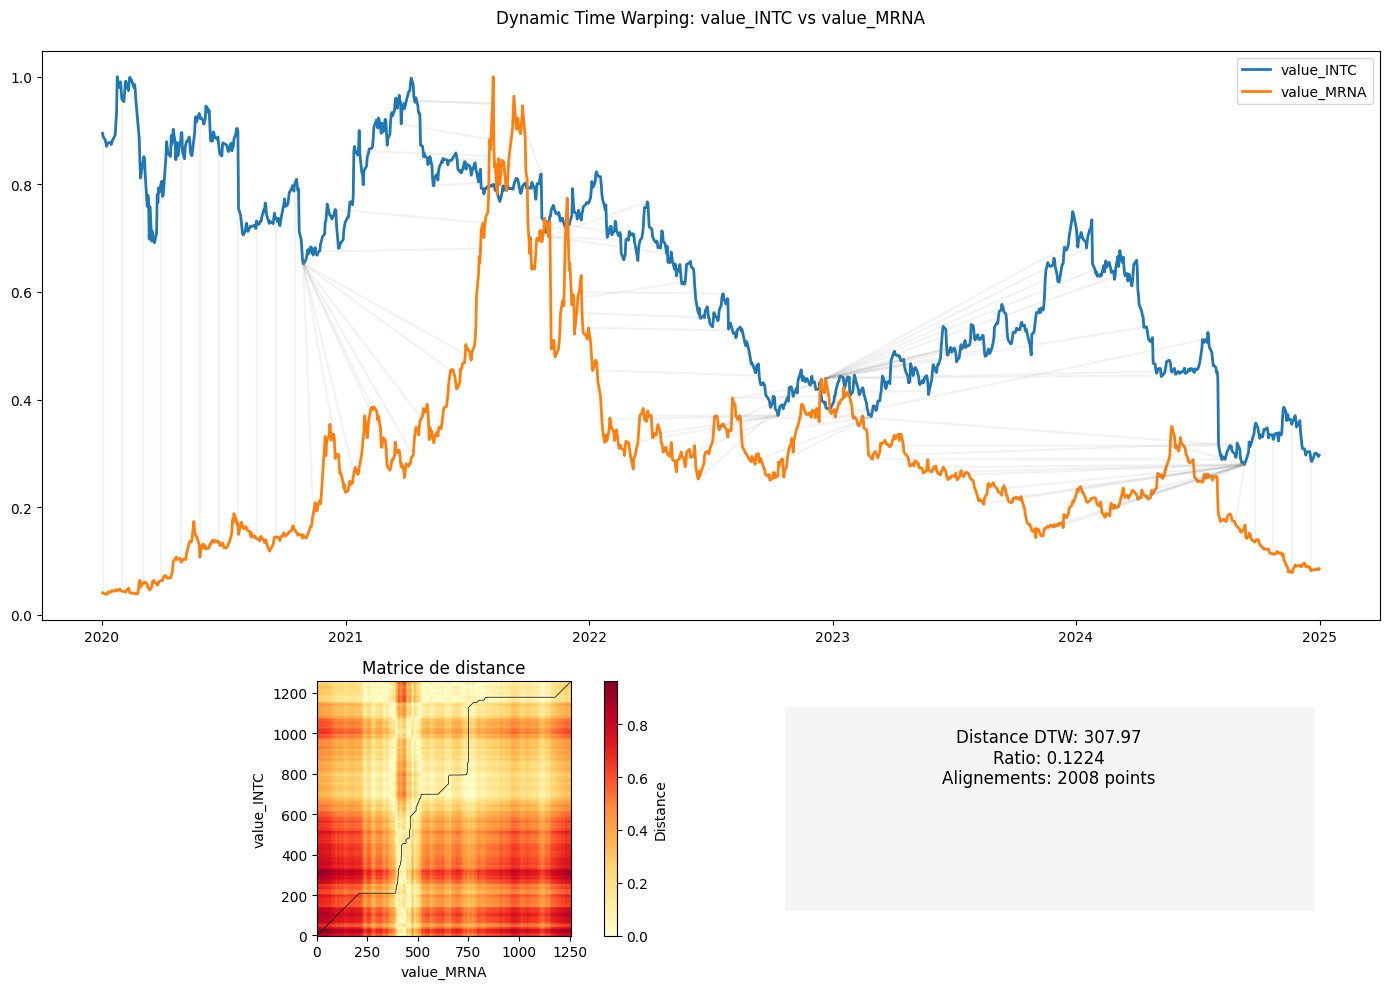 Dynamic Time Warping: value_INTC vs value_MRNA
value_INTC
value_MRNA
1.0
0.8
0.6
0.4
0.2
0.0
2020 2021 2022 2023 2024 2025
Matrice de distance
1200
1000
800
600
400
200
0
value_INTC
0 250 500 750 1000 1250
value_MRNA
0.8
0.6
0.4
0.2
0.0
Distance
Distance DTW: 307.97
Ratio: 0.1224
Alignements: 2008 points